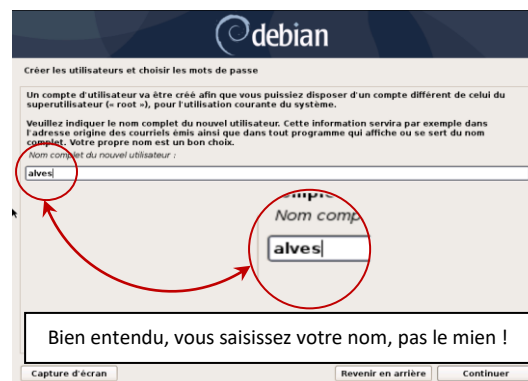 debian
Créer les utilisateurs et choisir les mots de passe
Un compte d'utilisateur va être créé afin que vous puissiez disposer d'un compte différent de celui du
superutilisateur (« root »), pour l'utilisation courante du système.
Veuillez indiquer le nom complet du nouvel utilisateur. Cette information servira par exemple dans
l'adresse origine des courriels émis ainsi que dans tout programme qui affiche ou se sert du nom
complet. Votre propre nom est un bon choix.
Nom complet du nouvel utilisateur :
alves
Nom comp
alves
Bien entendu, vous saisissez votre nom, pas le mien !
Capture d'écran
Revenir en arrière
Continuer